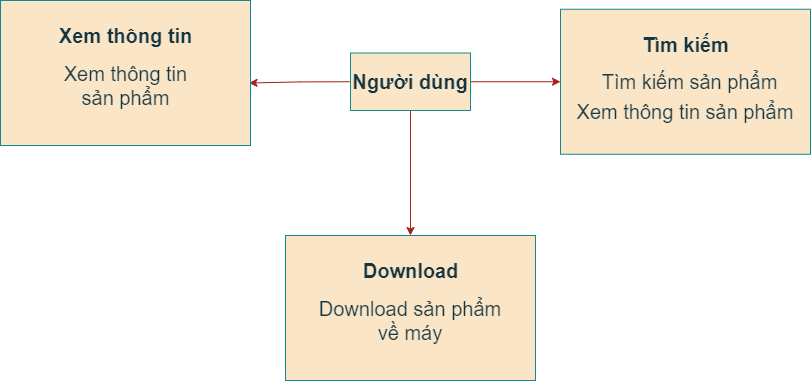 Xem thông tin
Xem thông tin
sản phẩm
Người dùng
Tìm kiếm
Tìm kiếm sản phẩm
Xem thông tin sản phẩm
Download
Download sản phẩm
về máy